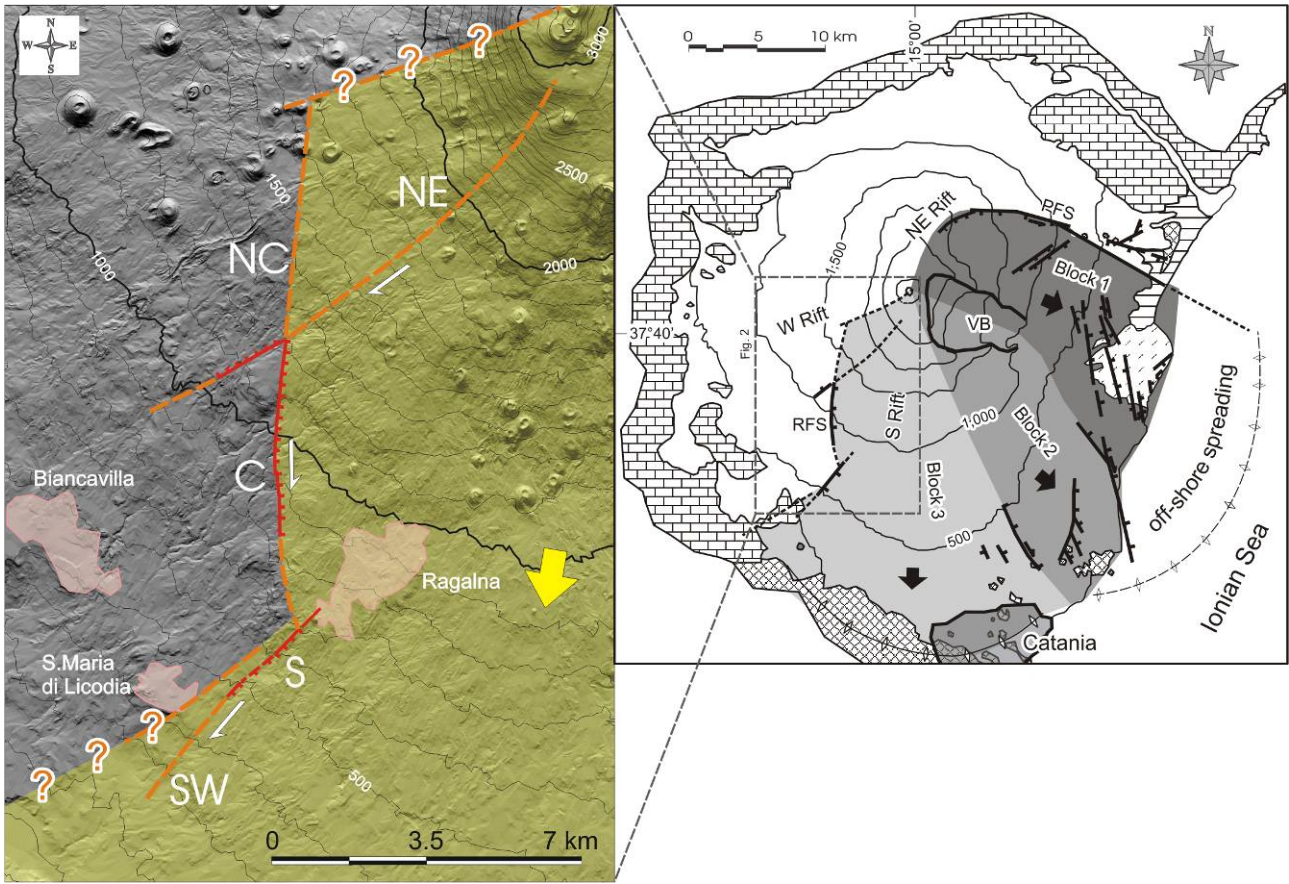 N
W E
S
?
?
?
3000
2500
2000
1500
1000
NE
NC
C
Biancavilla
Ragalna
S.Maria
di Licodia
S
?
?
?
SW
500
0 3.5 7 km
0 5 10 km
15°00'
N
PFS
NE Rift
Block 1
1:500
W Rift
VB
37°40'
Fig. 2
RFS
S Rift
1,000
Block 2
Block 3
off-shore spreading
500
Ionian Sea
Catania